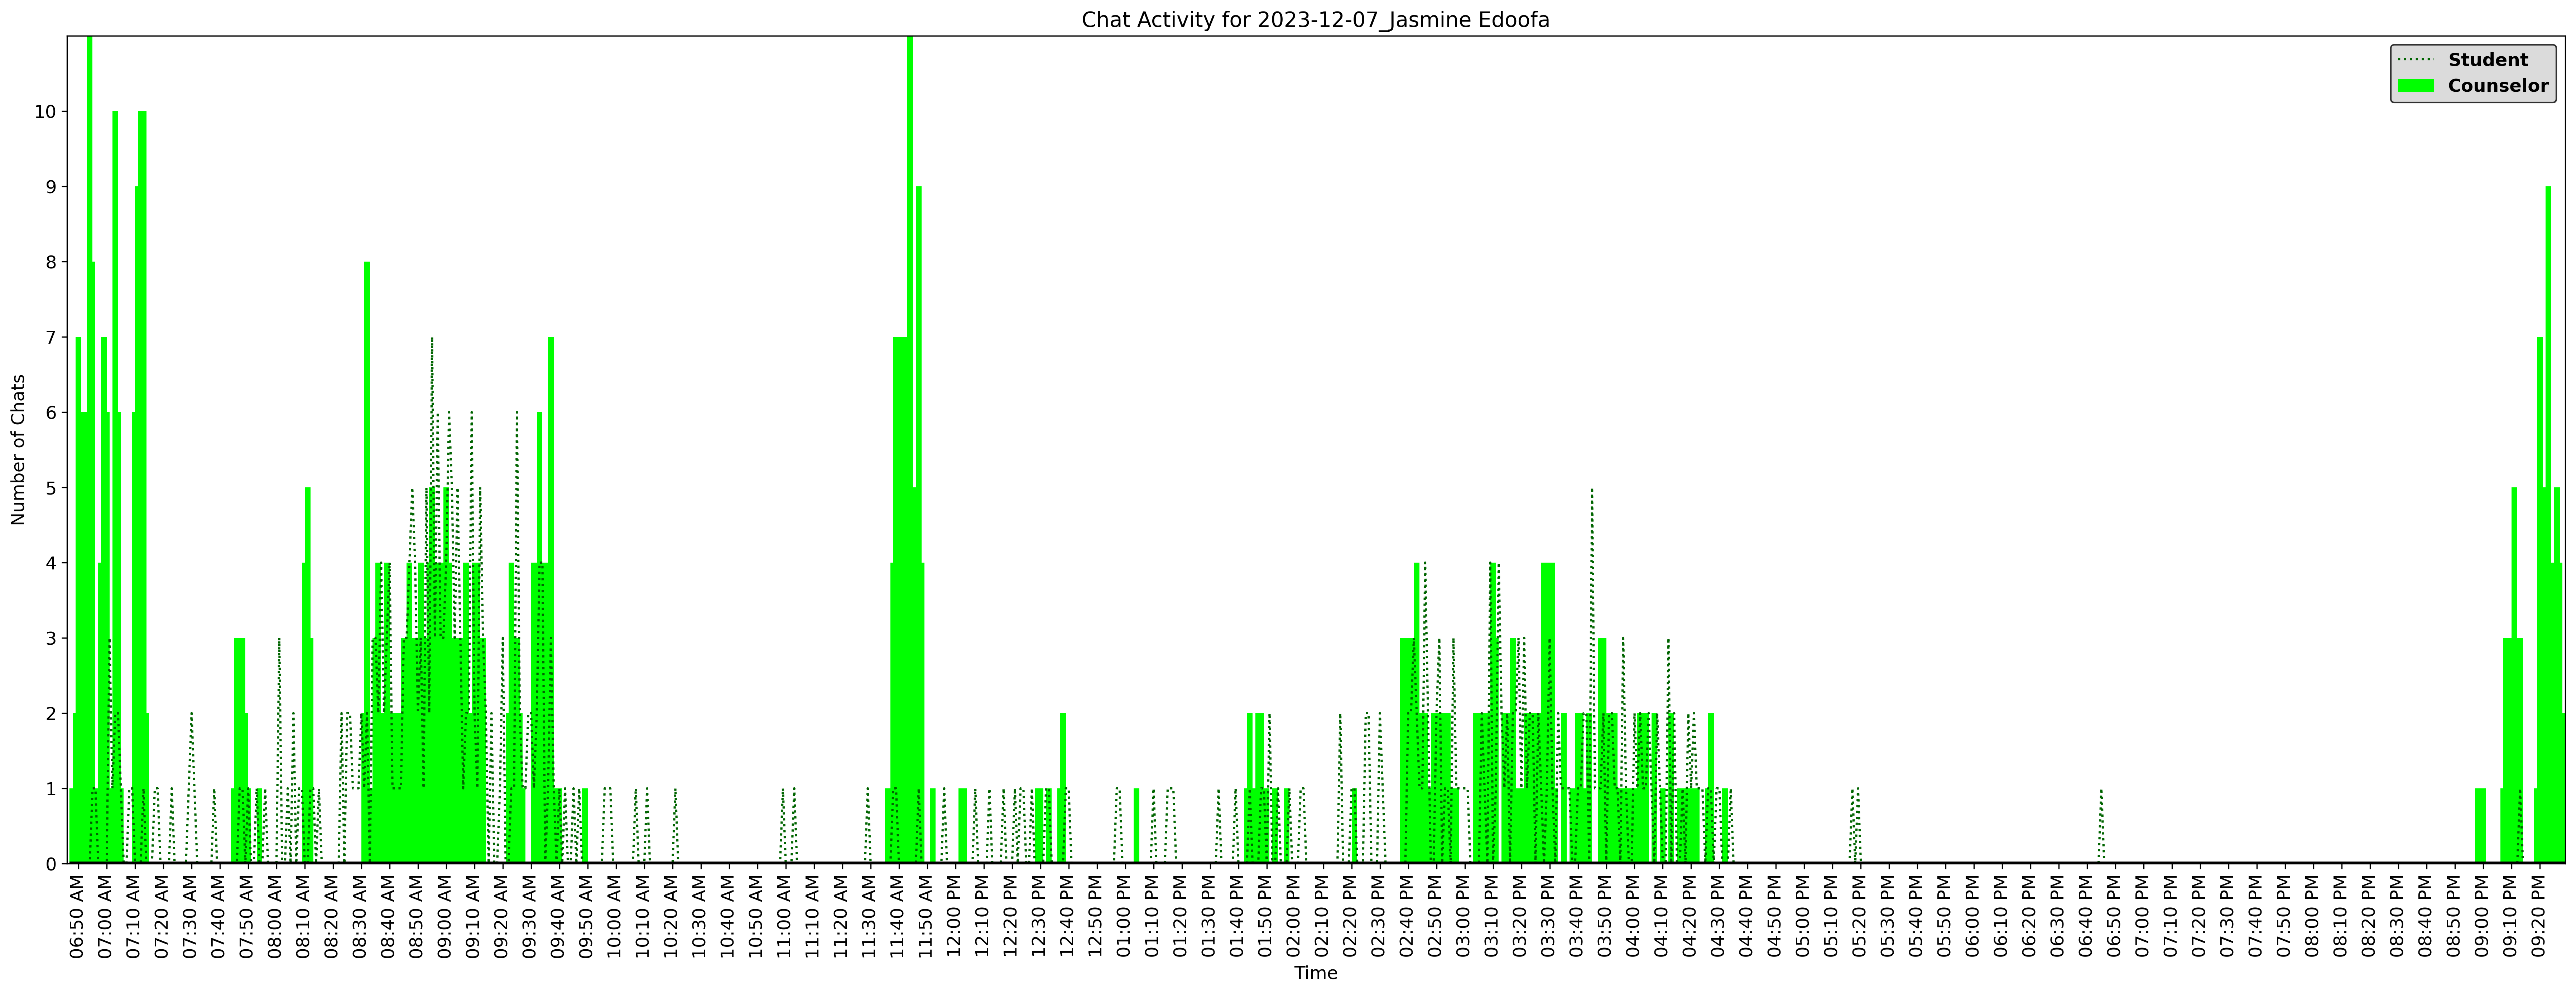 Chat Activity for 2023-12-07_Jasmine Edoofa
Student
Counselor
Number of Chats
10
9
8
7
6
5
4
3
2
1
0
06:50 AM
07:00 AM
07:10 AM
07:20 AM
07:30 AM
07:40 AM
07:50 AM
08:00 AM
08:10 AM
08:20 AM
08:30 AM
08:40 AM
08:50 AM
09:00 AM
09:10 AM
09:20 AM
09:30 AM
09:40 AM
09:50 AM
10:00 AM
10:10 AM
10:20 AM
10:30 AM
10:40 AM
10:50 AM
11:00 AM
11:10 AM
11:20 AM
11:30 AM
11:40 AM
11:50 AM
12:00 PM
12:10 PM
12:20 PM
12:30 PM
12:40 PM
12:50 PM
01:00 PM
01:10 PM
01:20 PM
01:30 PM
01:40 PM
01:50 PM
02:00 PM
02:10 PM
02:20 PM
02:30 PM
02:40 PM
02:50 PM
03:00 PM
03:10 PM
03:20 PM
03:30 PM
03:40 PM
03:50 PM
04:00 PM
04:10 PM
04:20 PM
04:30 PM
04:40 PM
04:50 PM
05:00 PM
05:10 PM
05:20 PM
05:30 PM
05:40 PM
05:50 PM
06:00 PM
06:10 PM
06:20 PM
06:30 PM
06:40 PM
06:50 PM
07:00 PM
07:10 PM
07:20 PM
07:30 PM
07:40 PM
07:50 PM
08:00 PM
08:10 PM
08:20 PM
08:30 PM
08:40 PM
08:50 PM
09:00 PM
09:10 PM
09:20 PM
Time